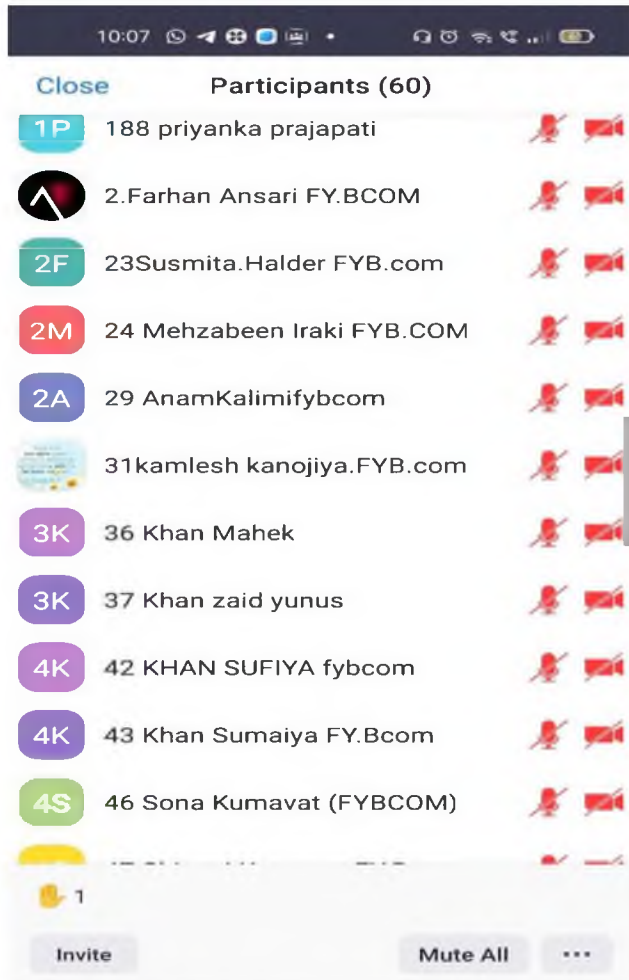 10:07
Close Participants (60)
1P 188 priyanka prajapati
2.Farhan Ansari FY.BCOM
2F 23Susmita.Halder FYB.com
2M 24 Mehzabeen Iraki FYB.COM
2A 29 AnamKalimifybcom
31kamlesh kanojiya.FYB.com
3K 36 Khan Mahek
3K 37 Khan zaid yunus
4K 42 KHAN SUFIYA fybcom
4K 43 Khan Sumaiya FY.Bcom
4S 46 Sona Kumavat (FYBCOM)
1
Invite Mute All ...